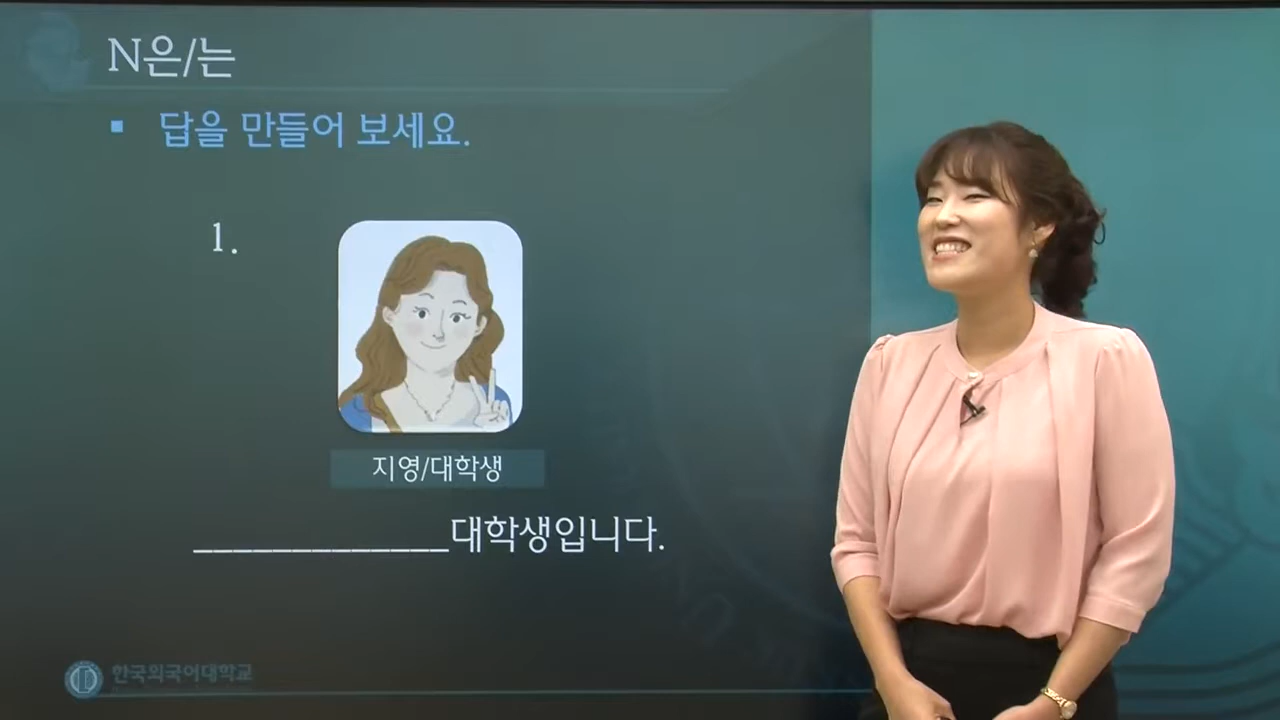 N은/는
답을 만들어 보세요.
1.
지영/대학생
_____________대학생입니다.
한국외국어대학교